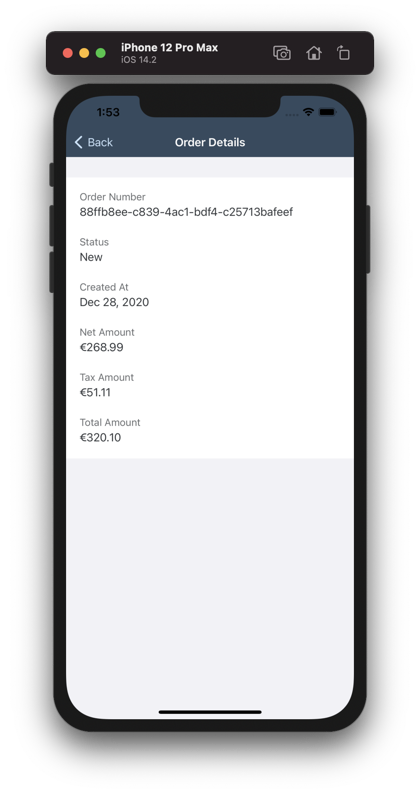 iPhone 12 Pro Max
iOS 14.2
1:53
Back
Order Details
Order Number
88ffb8ee-c839-4ac1-bdf4-c25713bafeef
Status
New
Created At
Dec 28, 2020
Net Amount
€268.99
Tax Amount
€51.11
Total Amount
€320.10